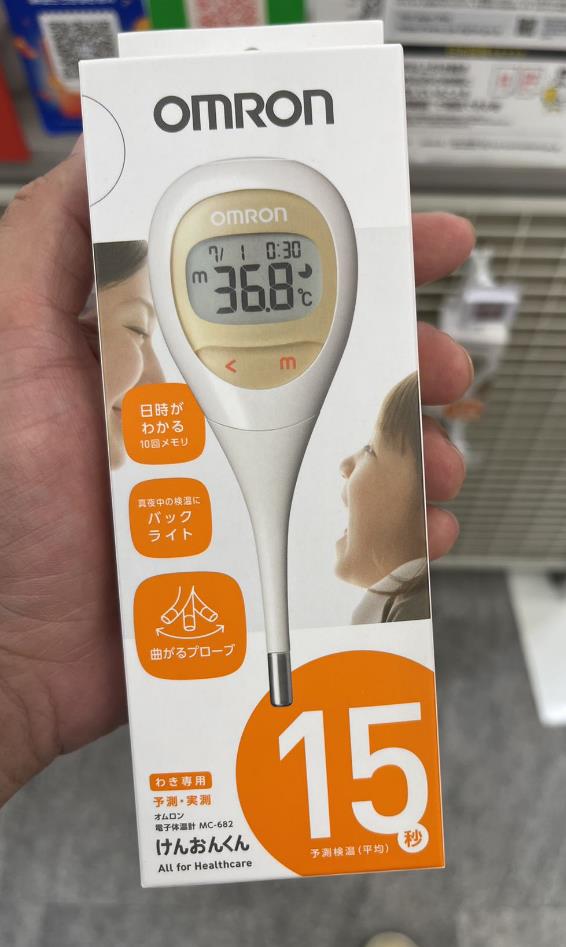 OMRON
OMRON
7/ 1 0:30
m 36.8 ℃
< m
日時が
わかる
10回メモリ
真夜中の検温に
バック
ライト
曲がるプローブ
15秒
予測検温(平均)
わき専用
予測・実測
オムロン
電子体温計 MC-682
けんおんくん
All for Healthcare